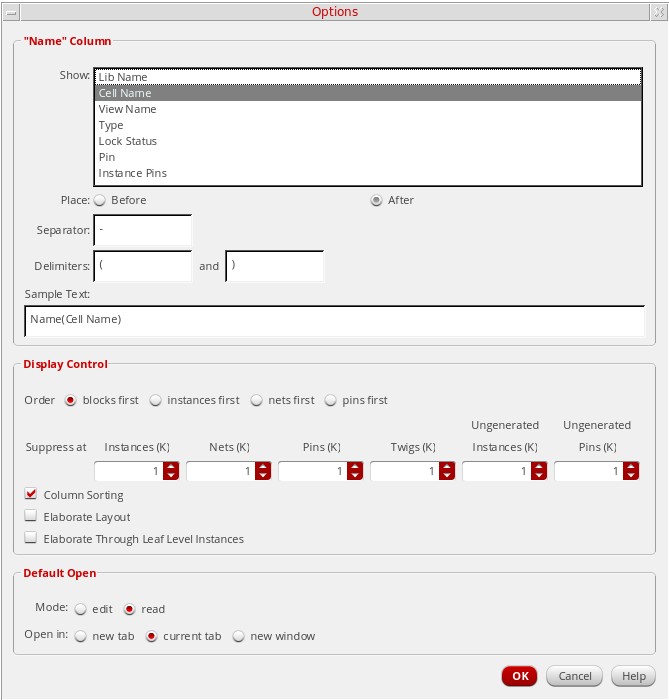 Options
"Name" Column
Show:
Lib Name
Cell Name
View Name
Type
Lock Status
Pin
Instance Pins
Place: Before After
Separator: -
Delimiters: ( and )
Sample Text:
Name(Cell Name)
Display Control
Order blocks first instances first nets first pins first
Ungenerated Ungenerated
Suppress at Instances (K) Nets (K) Pins (K) Twigs (K) Instances (K) Pins (K)
1 1 1 1 1 1
Column Sorting
Elaborate Layout
Elaborate Through Leaf Level Instances
Default Open
Mode: edit read
Open in: new tab current tab new window
OK Cancel Help